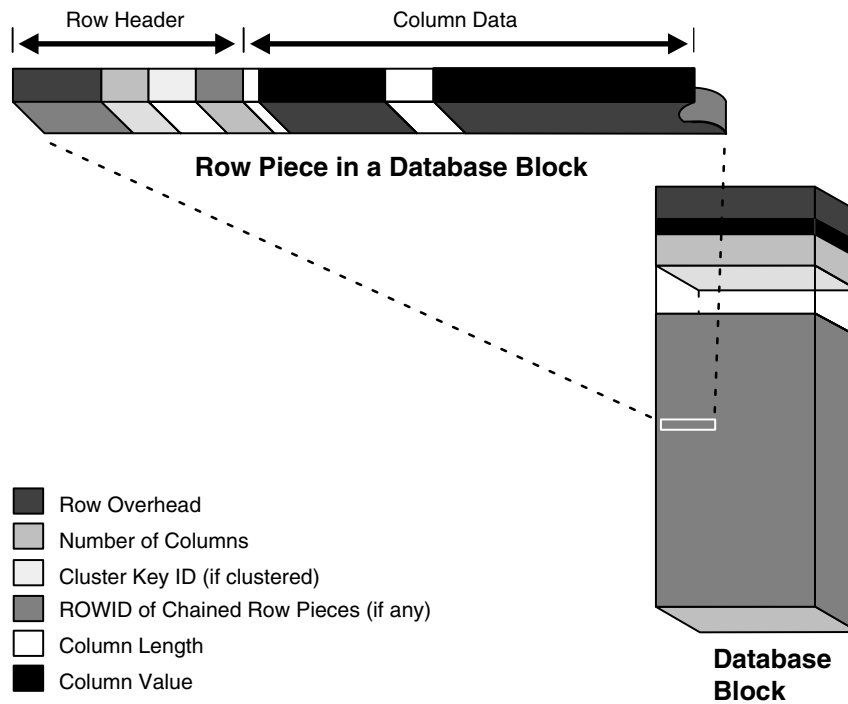 Row Header
Column Data
Row Piece in a Database Block
Row Overhead
Number of Columns
Cluster Key ID (if clustered)
ROWID of Chained Row Pieces (if any)
Column Length
Column Value
Database
Block